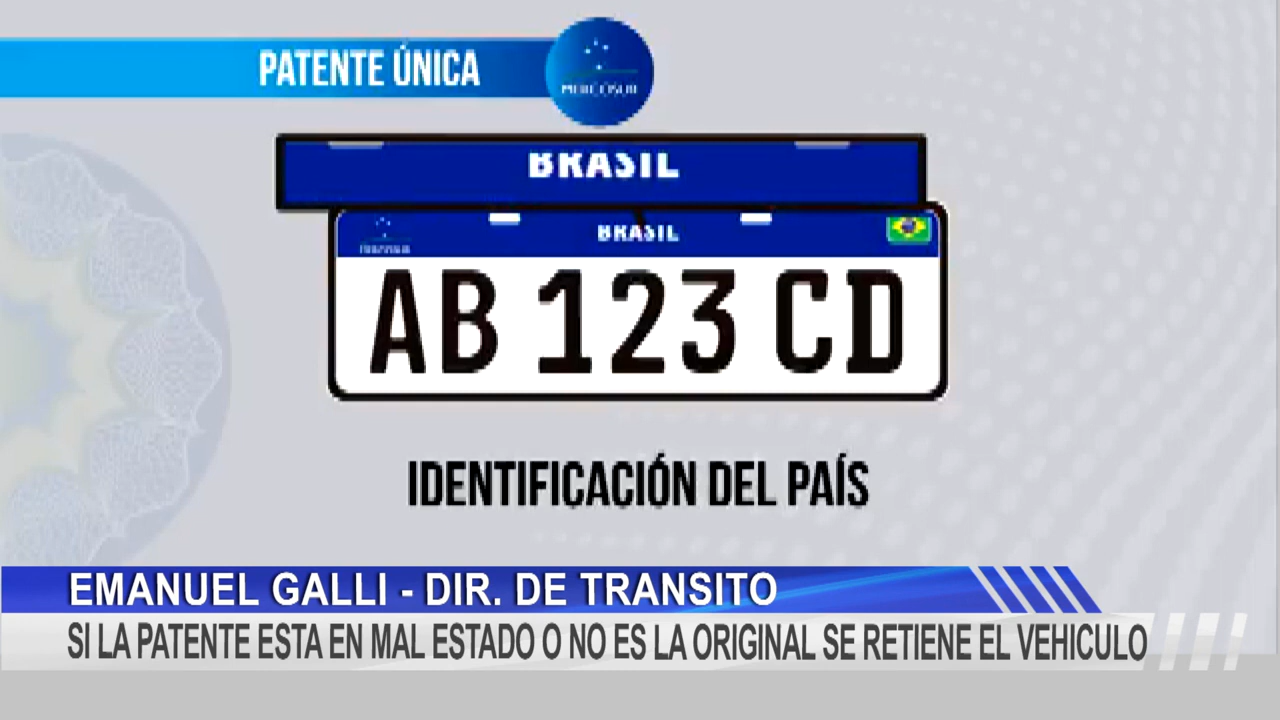 PATENTE ÚNICA
MERCOSUR
BRASIL
BRASIL
AB 123 CD
IDENTIFICACIÓN DEL PAÍS
EMANUEL GALLI - DIR. DE TRANSITO
SI LA PATENTE ESTA EN MAL ESTADO O NO ES LA ORIGINAL SE RETIENE EL VEHICULO